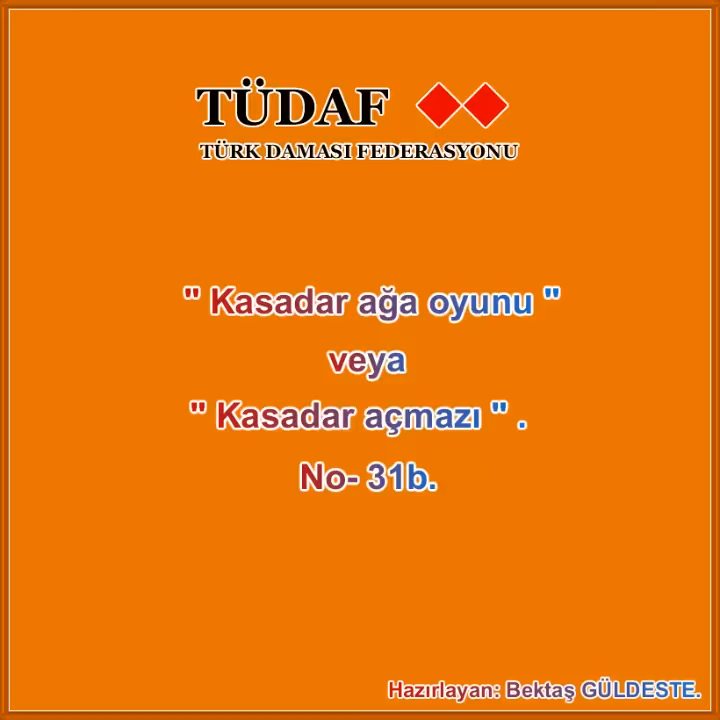 TÜDAF
TÜRK DAMASI FEDERASYONU
" Kasadar ağa oyunu "
veya
" Kasadar açmazı " .
No- 31b.
Hazırlayan: Bektaş GÜLDESTE.